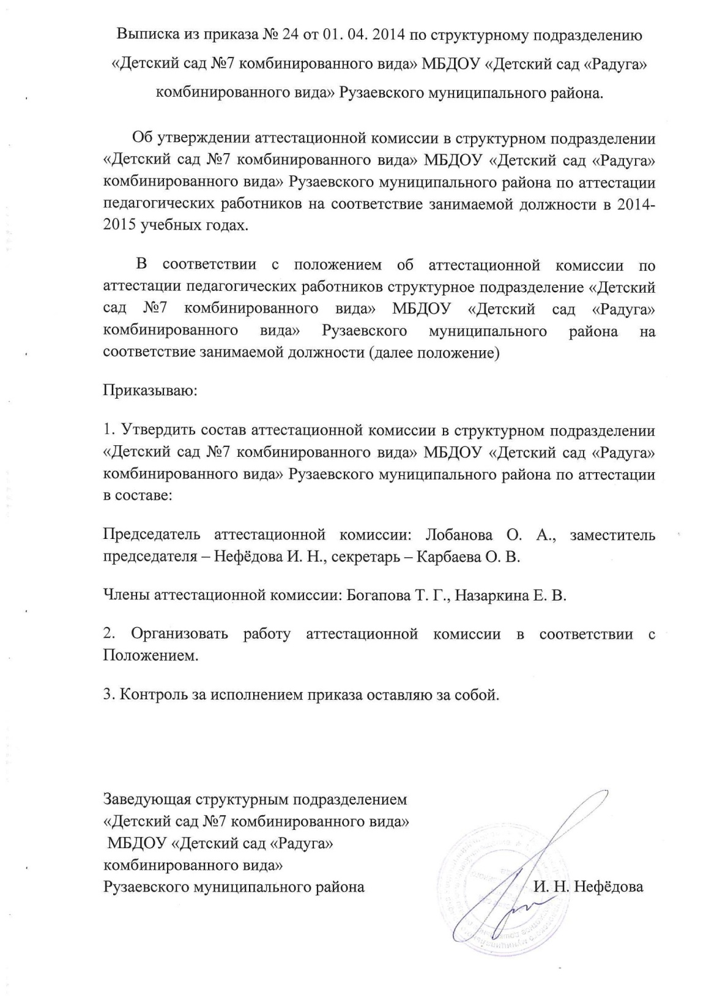 Выписка из приказа № 24 от 01. 04. 2014 по структурному подразделению
«Детский сад №7 комбинированного вида» МБДОУ «Детский сад «Радуга»
комбинированного вида» Рузаевского муниципального района.
Об утверждении аттестационной комиссии в структурном подразделении
«Детский сад №7 комбинированного вида» МБДОУ «Детский сад «Радуга»
комбинированного вида» Рузаевского муниципального района по аттестации
педагогических работников на соответствие занимаемой должности в 2014-
2015 учебных годах.
В соответствии с положением об аттестационной комиссии по
аттестации педагогических работников структурное подразделение «Детский
сад №7 комбинированного вида» МБДОУ «Детский сад «Радуга»
комбинированного вида» Рузаевского муниципального района на
соответствие занимаемой должности (далее положение)
Приказываю:
1. Утвердить состав аттестационной комиссии в структурном подразделении
«Детский сад №7 комбинированного вида» МБДОУ «Детский сад «Радуга»
комбинированного вида» Рузаевского муниципального района по аттестации
в составе:
Председатель аттестационной комиссии: Лобанова О. А., заместитель
председателя – Нефёдова И. Н., секретарь – Карбаева О. В.
Члены аттестационной комиссии: Богапова Т. Г., Назаркина Е. В.
2. Организовать работу аттестационной комиссии в соответствии с
Положением.
3. Контроль за исполнением приказа оставляю за собой.
Заведующая структурным подразделением
«Детский сад №7 комбинированного вида»
МБДОУ «Детский сад «Радуга»
комбинированного вида»
Рузаевского муниципального района И. Н. Нефёдова